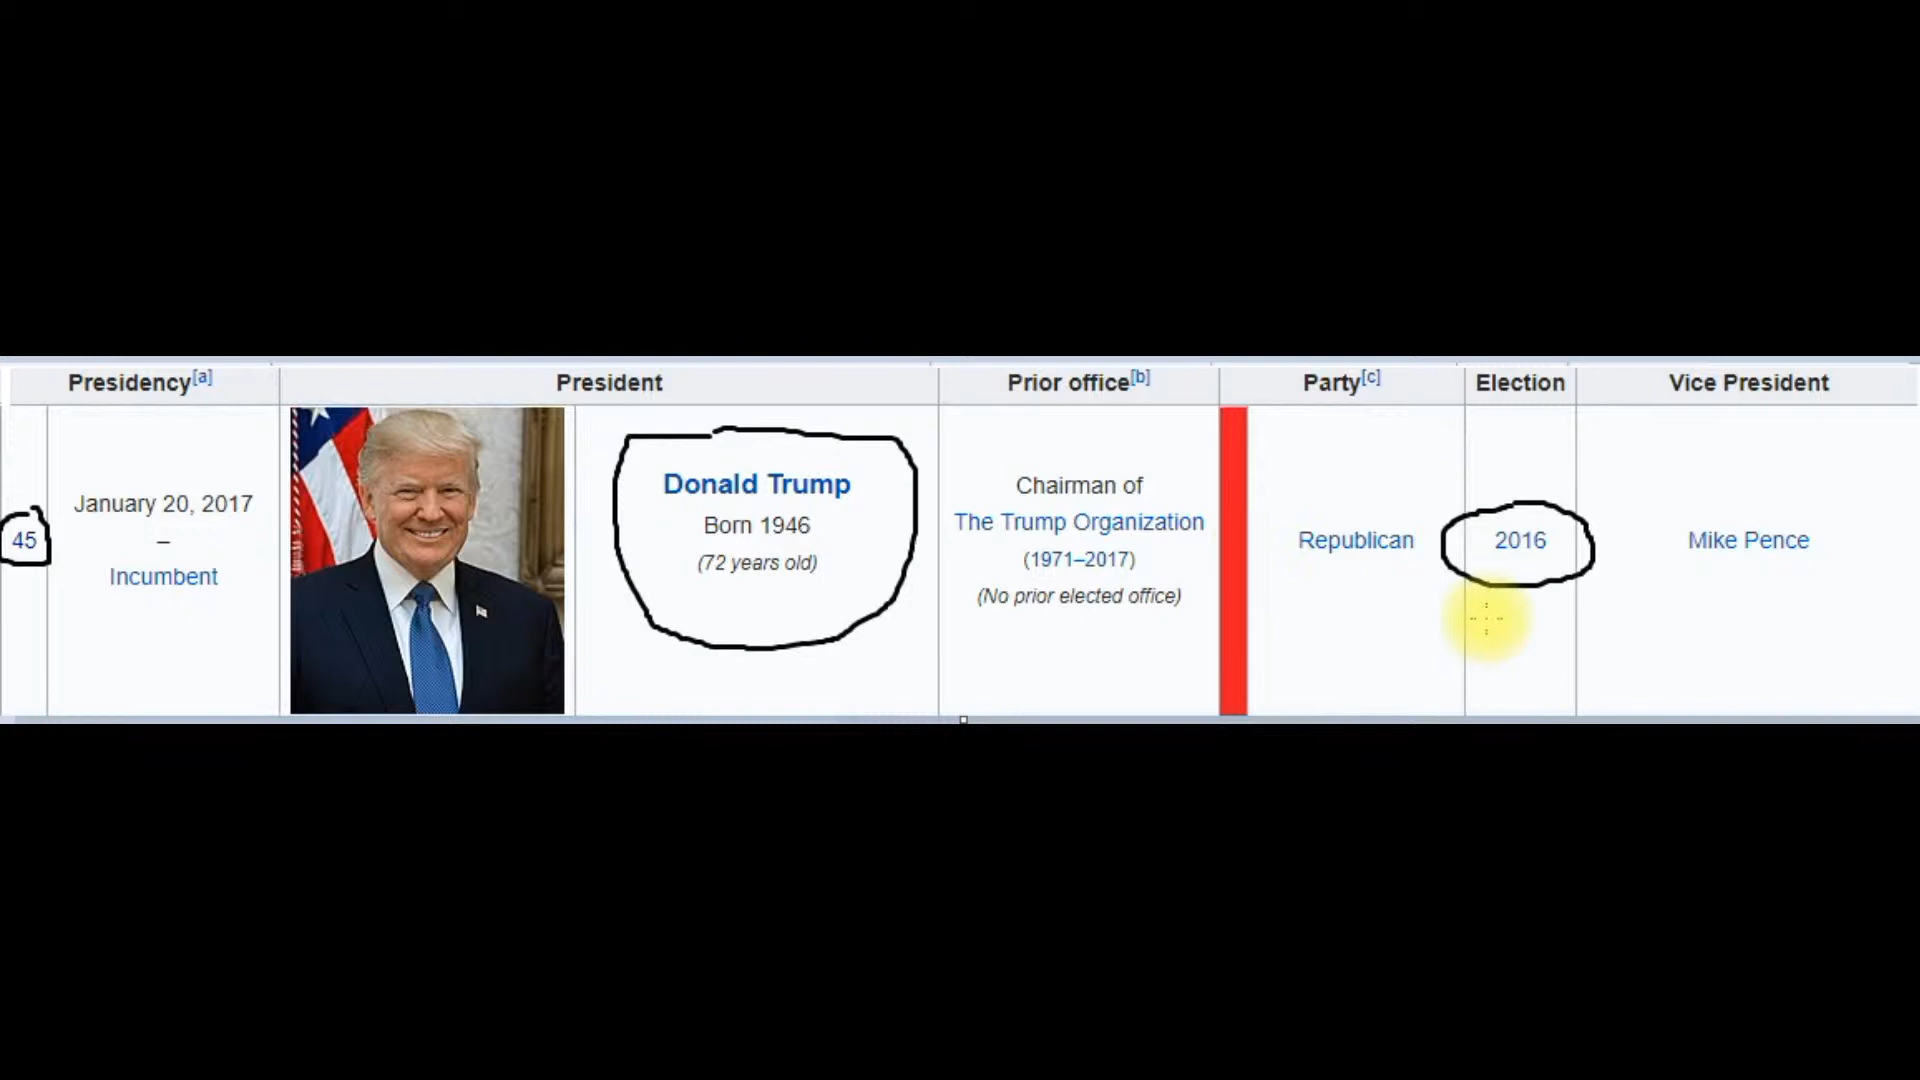 Presidency[a] President Prior office[b] Party[c] Election Vice President
45
January 20, 2017
–
Incumbent
Donald Trump
Born 1946
(72 years old)
Chairman of
The Trump Organization
(1971–2017)
(No prior elected office)
Republican
2016
Mike Pence